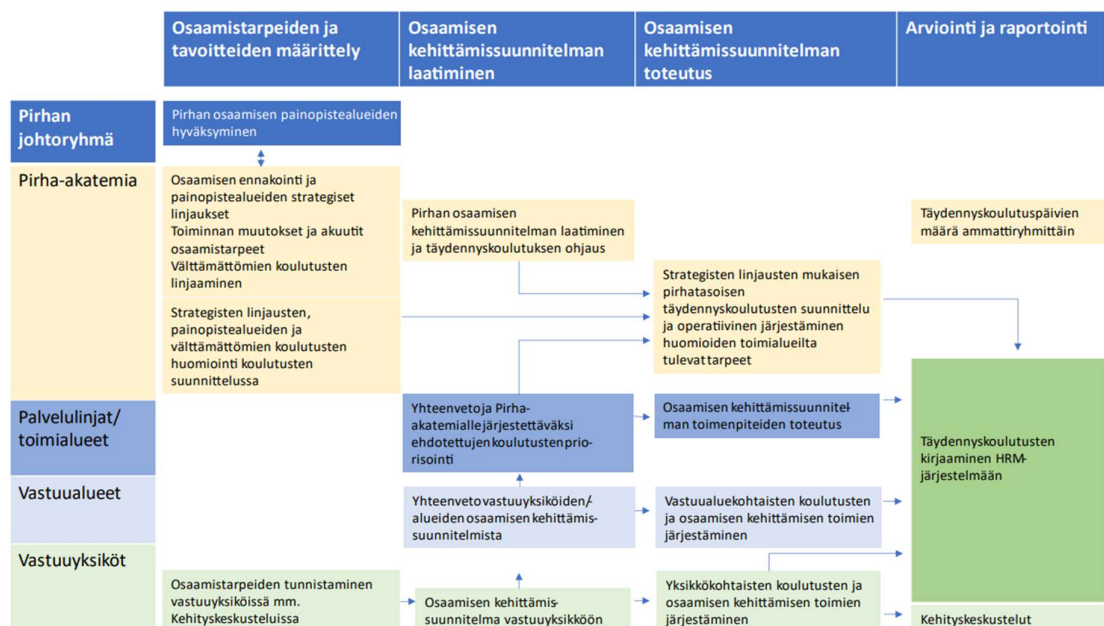 Osaamistarpeiden ja
tavoitteiden määrittely
Osaamisen
kehittämissuunnitelman
laatiminen
Osaamisen
kehittämissuunnitelman
toteutus
Arviointi ja raportointi
Pirhan
johtoryhmä
Pirhan osaamisen painopistealueiden
hyväksyminen
Pirha-akatemia
Osaamisen ennakointi ja
painopistealueiden strategiset
linjaukset
Toiminnan muutokset ja akuutit
osaamistarpeet
Välttämättömien koulutusten
linjaaminen
Pirhan osaamisen
kehittämissuunnitelman laatiminen
ja täydennyskoulutuksen ohjaus
Täydennyskoulutuspäivien
määrä ammattiryhmittäin
Strategisten linjausten,
painopistealueiden ja
välttämättömien koulutusten
huomiointi koulutusten
suunnittelussa
Strategisten linjausten mukaisen
pirhatasoisen
täydennyskoulutusten suunnittelu
ja operatiivinen järjestäminen
huomioiden toimialueilta
tulevat tarpeet
Palvelulinjat/
toimialueet
Yhteenveto ja Pirha-
akatemialle järjestettäväksi
ehdotettujen koulutusten prio-
risointi
Osaamisen kehittämissuunnitel-
man toimenpiteiden toteutus
Täydennyskoulutusten
kirjaaminen HRM-
järjestelmään
Vastuualueet
Yhteenveto vastuuyksiköiden/-
alueiden osaamisen kehittämis-
suunnitelmista
Vastuualuekohtaisten koulutusten
ja osaamisen kehittämisen toimien
järjestäminen
Vastuuyksiköt
Osaamistarpeiden tunnistaminen
vastuuyksiköissä mm.
Kehityskeskusteluissa
Osaamisen kehittämis-
suunnitelma vastuuyksikköön
Yksikkökohtaisten koulutusten ja
osaamisen kehittämisen toimien
järjestäminen
Kehityskeskustelut